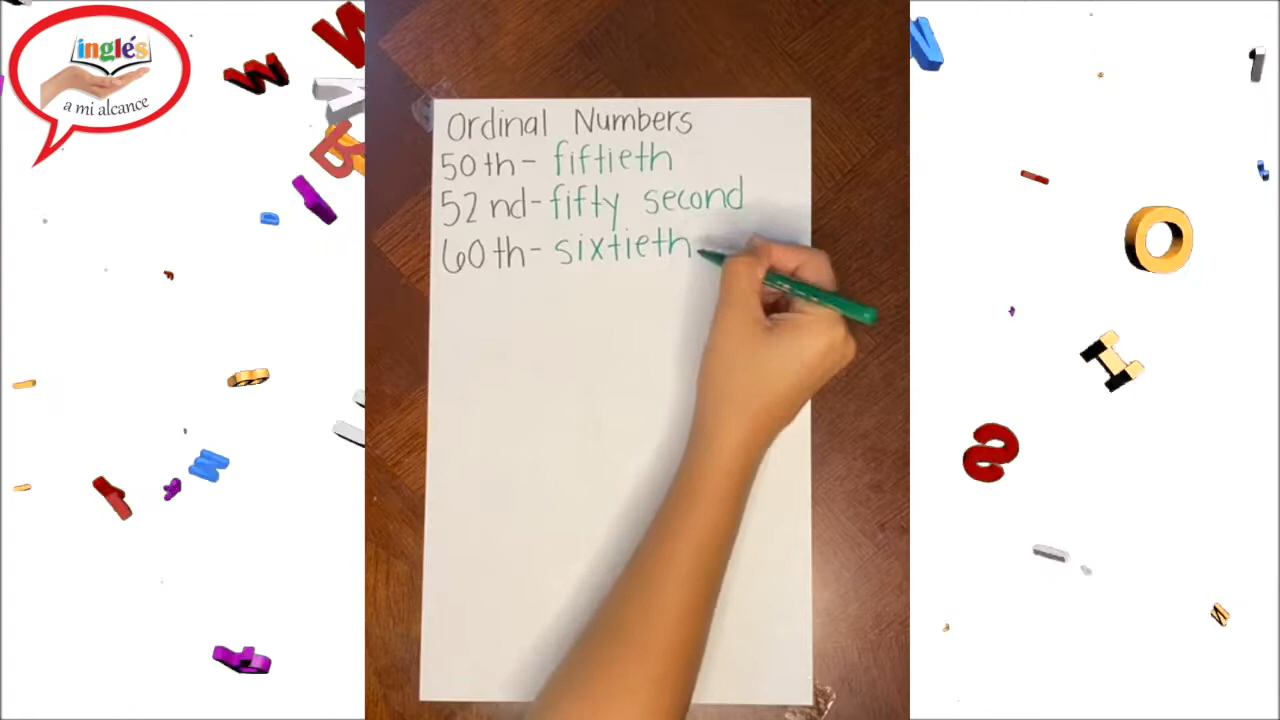 inglés
a mi alcance
Ordinal Numbers
50th- fiftieth
52nd- fifty second
60th- sixtieth